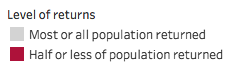 Level of returns
Most or all population returned
Half or less of population returned